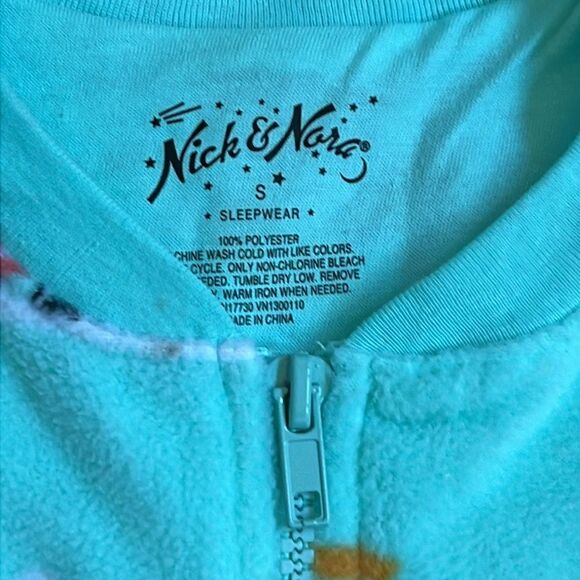 Nick & Nora®
S
★ SLEEPWEAR ★
100% POLYESTER
CHINE WASH COLD WITH LIKE COLORS.
CYCLE. ONLY NON-CHLORINE BLEACH
EDED. TUMBLE DRY LOW. REMOVE
WARM IRON WHEN NEEDED.
17730 VN1300110
ADE IN CHINA